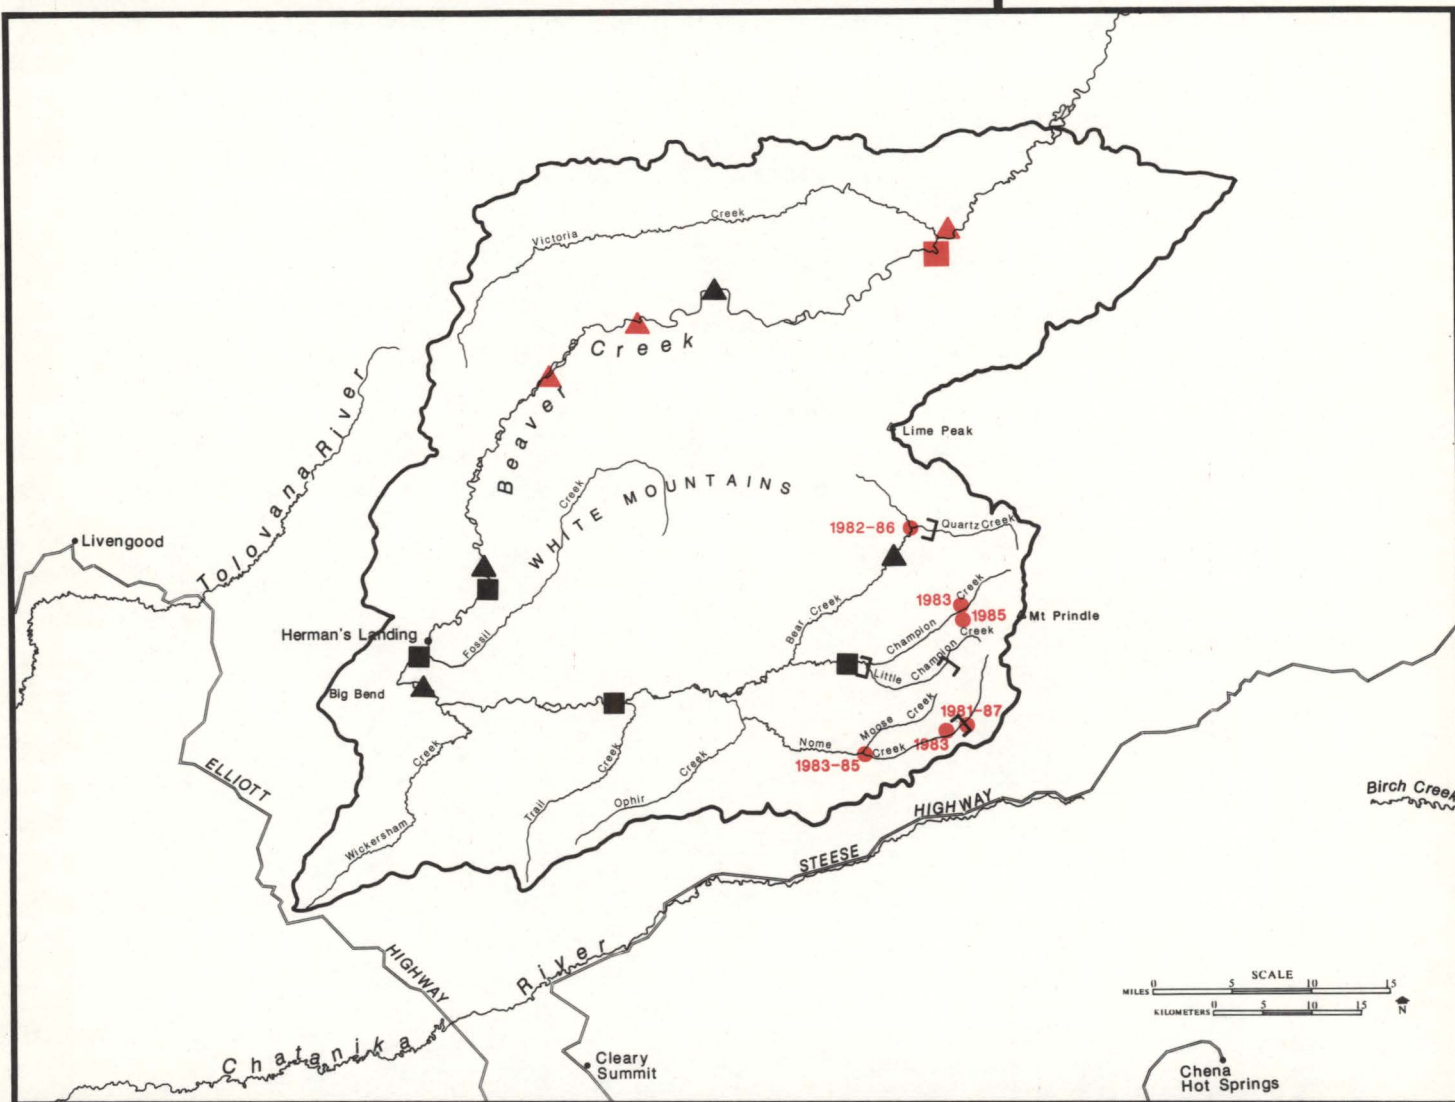 Victoria Creek
Beaver Creek
Tolovana River
Lime Peak
WHITE MOUNTAINS
Fossil Creek
1982-86
Quartz Creek
Livengood
Bear Creek
1983
1985
Champion Creek
Mt Prindle
Herman's Landing
Little Champion Creek
Big Bend
Moose Creek
1981-87
1983
Nome Creek
1983-85
ELLIOTT
HIGHWAY
Wickersham Creek
Trail Creek
Ophir Creek
STEESE HIGHWAY
Birch Creek
Chatanika River
SCALE
MILES 0 5 10 15
KILOMETERS 0 5 10 15
N
Cleary
Summit
Chena
Hot Springs